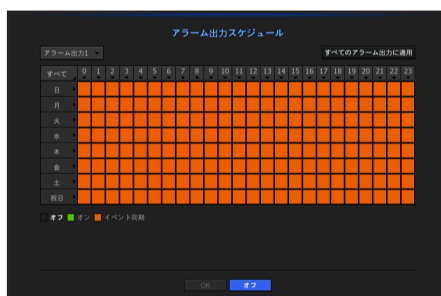 アラーム出力スケジュール
アラーム出力1
すべてのアラーム出力に適用
すべて 0 1 2 3 4 5 6 7 8 9 10 11 12 13 14 15 16 17 18 19 20 21 22 23
日
月
火
水
木
金
土
祝日
オフ オン イベント同期
OK オフ